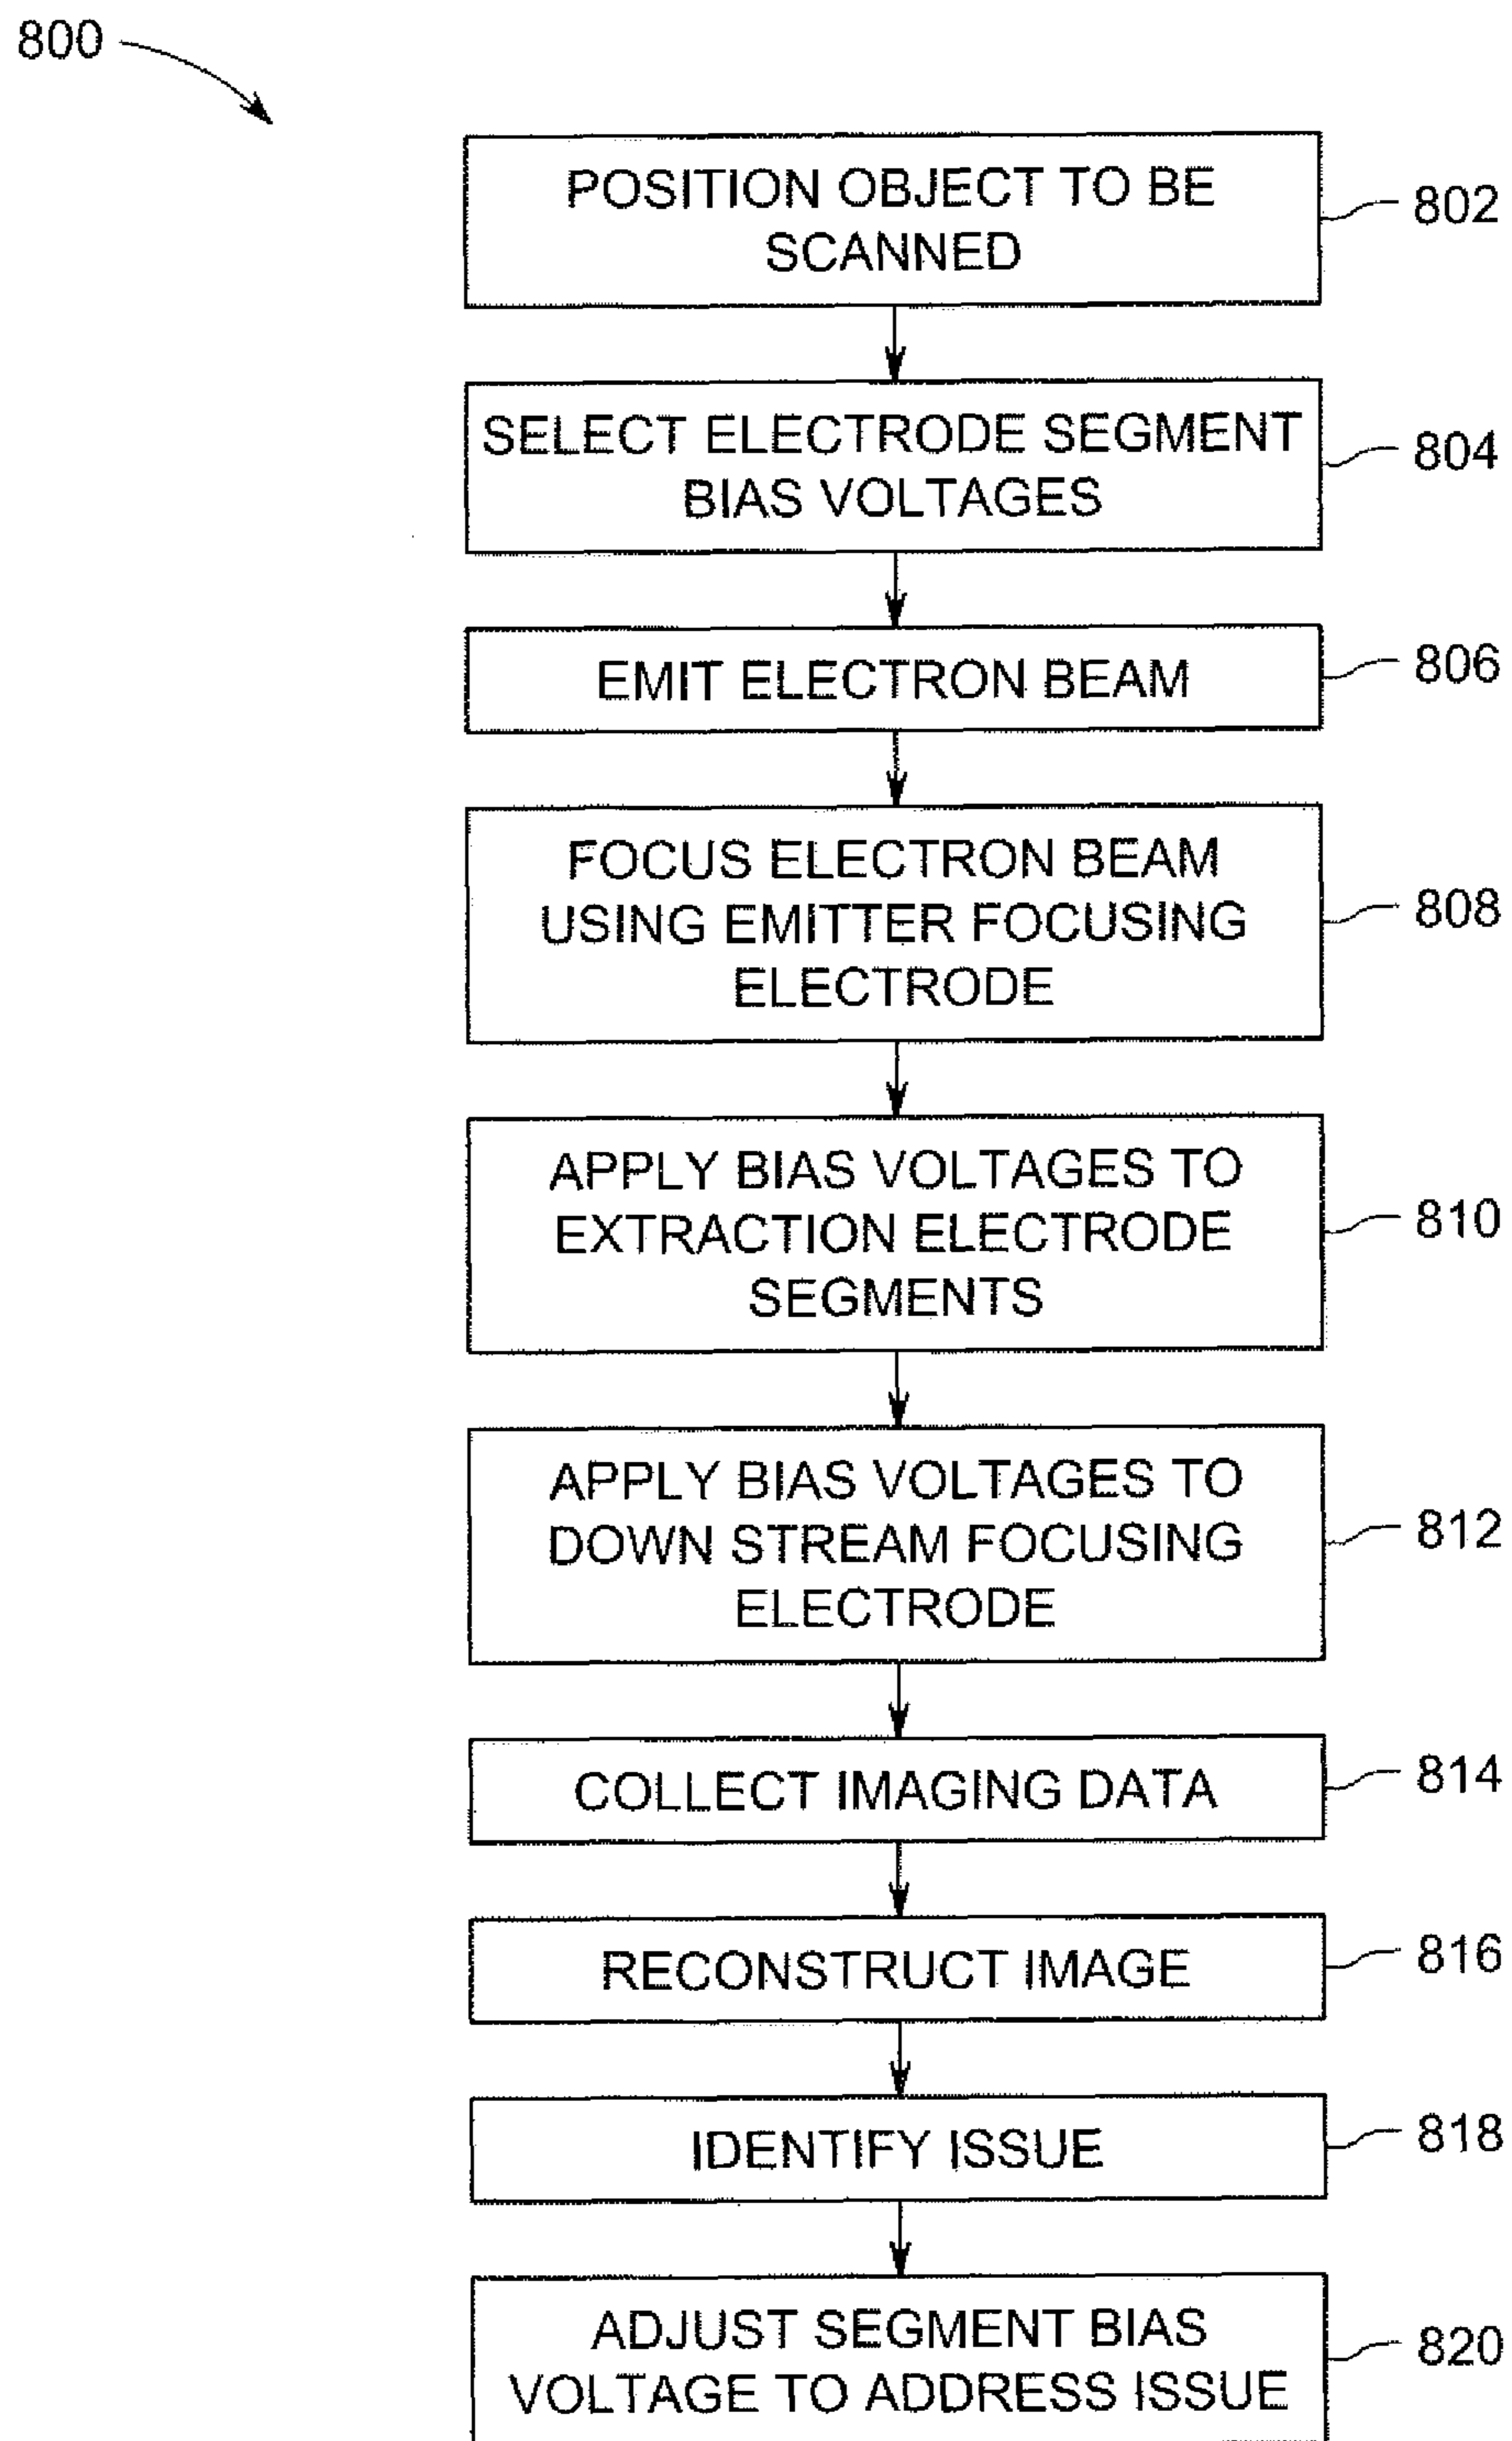 800
POSITION OBJECT TO BE
SCANNED
802
SELECT ELECTRODE SEGMENT
BIAS VOLTAGES
804
EMIT ELECTRON BEAM
806
FOCUS ELECTRON BEAM
USING EMITTER FOCUSING
ELECTRODE
808
APPLY BIAS VOLTAGES TO
EXTRACTION ELECTRODE
SEGMENTS
810
APPLY BIAS VOLTAGES TO
DOWN STREAM FOCUSING
ELECTRODE
812
COLLECT IMAGING DATA
814
RECONSTRUCT IMAGE
816
IDENTIFY ISSUE
818
ADJUST SEGMENT BIAS
VOLTAGE TO ADDRESS ISSUE
820